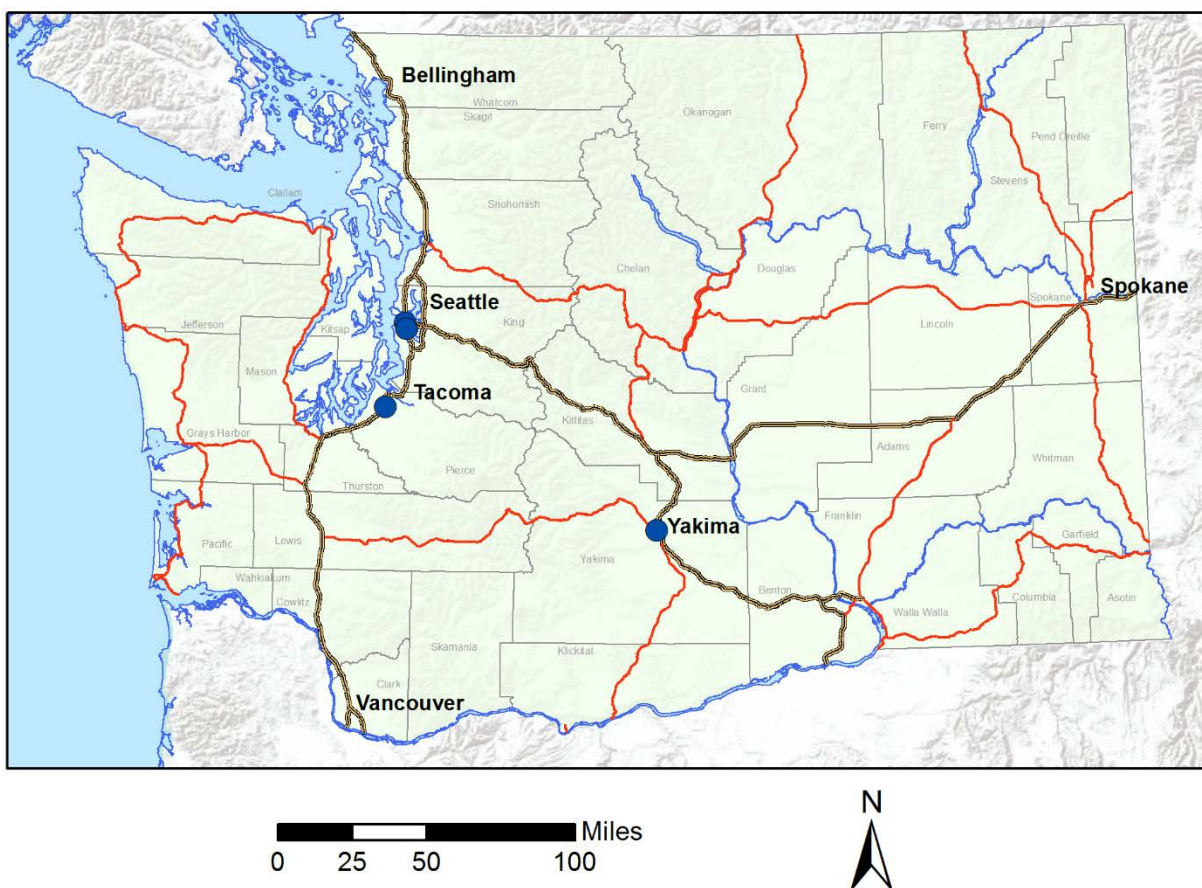 Bellingham
Whatcom
Skagit
Okanogan
Ferry
Pend Oreille
Stevens
Clallam
Snohomish
Chelan
Douglas
Seattle
King
Spokane
Spokane
Lincoln
Jefferson
Kitsap
Mason
Grant
Tacoma
Kittitas
Grays Harbor
Adams
Pierce
Whitman
Thurston
Franklin
Yakima
Pacific
Lewis
Yakima
Garfield
Wahkiakum
Cowlitz
Benton
Walla Walla
Columbia
Asotin
Skamania
Klickitat
Clark
Vancouver
N
Miles
0 25 50 100